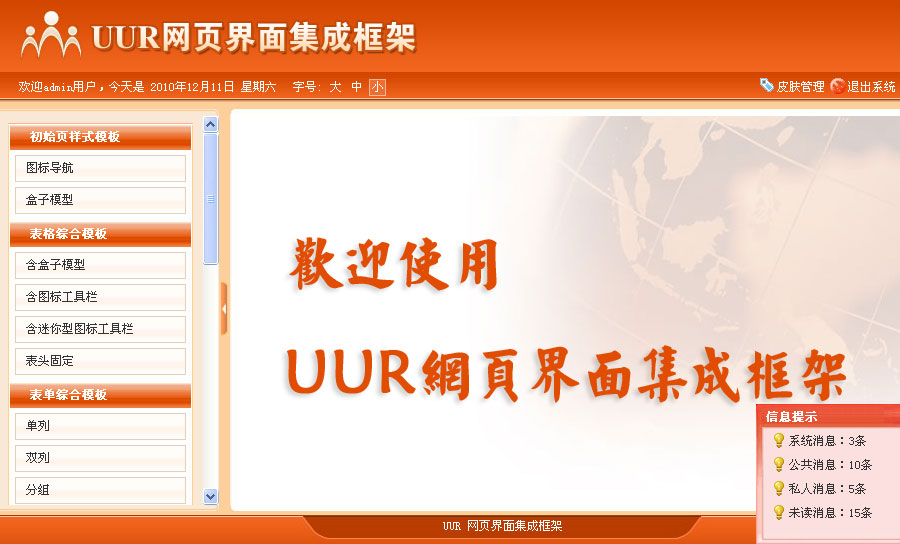 UUR网页界面集成框架
欢迎admin用户，今天是 2010年12月11日 星期六 字号: 大 中 小
皮肤管理 退出系统
初始页样式模板
图标导航
盒子模型
表格综合模板
含盒子模型
含图标工具栏
含迷你型图标工具栏
表头固定
表单综合模板
单列
双列
分组
歡迎使用
UUR網頁界面集成框架
信息提示
系统消息：3条
公共消息：10条
私人消息：5条
未读消息：15条
UUR 网页界面集成框架